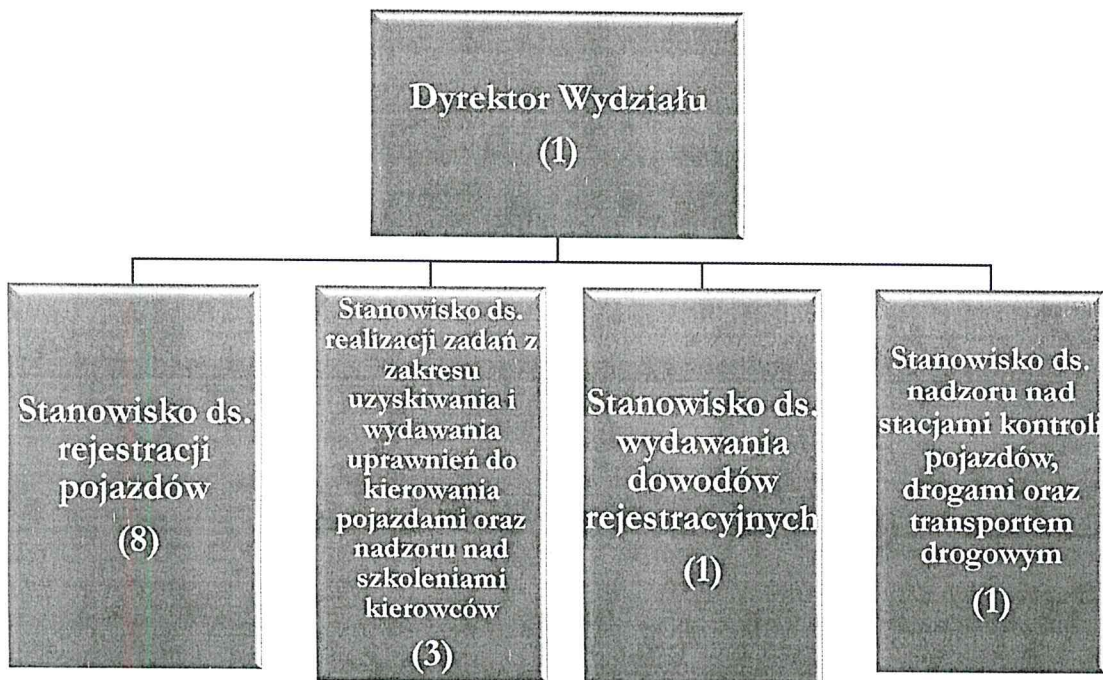 Dyrektor Wydziału
(1)
Stanowisko ds.
rejestracji
pojazdów
(8)
Stanowisko ds.
realizacji zadań z
zakresu
uzyskiwania i
wydawania
uprawnień do
kierowania
pojazdami oraz
nadzoru nad
szkoleniami
kierowców
(3)
Stanowisko ds.
wydawania
dowodów
rejestracyjnych
(1)
Stanowisko ds.
nadzoru nad
stacjami kontroli
pojazdów,
drogami oraz
transportem
drogowym
(1)